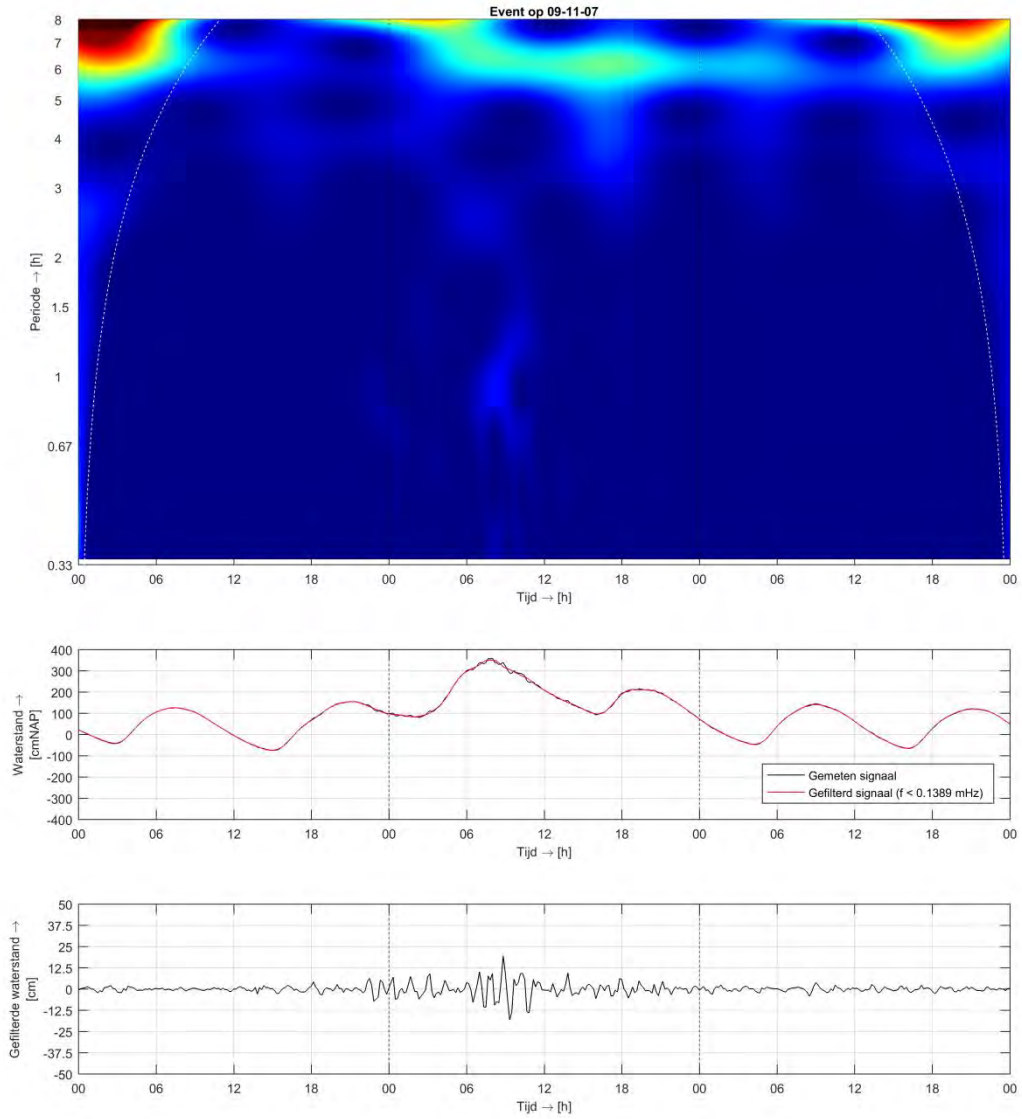 Event op 09-11-07
8
7
6
5
4
3
2
1.5
1
0.67
0.33
Periode → [h]
00 06 12 18 00 06 12 18 00 06 12 18 00
Tijd → [h]
400
300
200
100
0
-100
-200
-300
-400
Waterstand →
[cmNAP]
Gemeten signaal
Gefilterd signaal (f < 0.1389 mHz)
00 06 12 18 00 06 12 18 00 06 12 18 00
Tijd → [h]
50
37.5
25
12.5
0
-12.5
-25
-37.5
-50
Gefilterde waterstand →
[cm]
00 06 12 18 00 06 12 18 00 06 12 18 00
Tijd → [h]